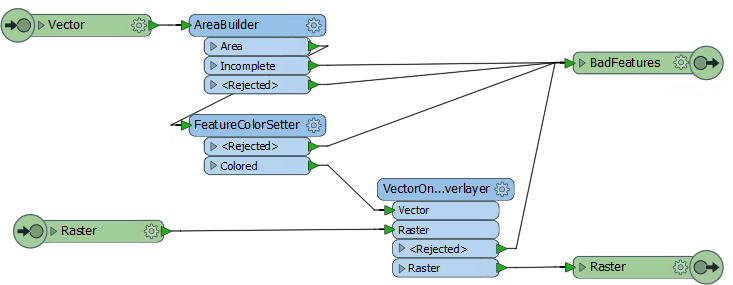 Vector
AreaBuilder
Area
Incomplete
<Rejected>
BadFeatures
FeatureColorSetter
<Rejected>
Colored
VectorOn...verlayer
Vector
Raster
Raster
<Rejected>
Raster
Raster